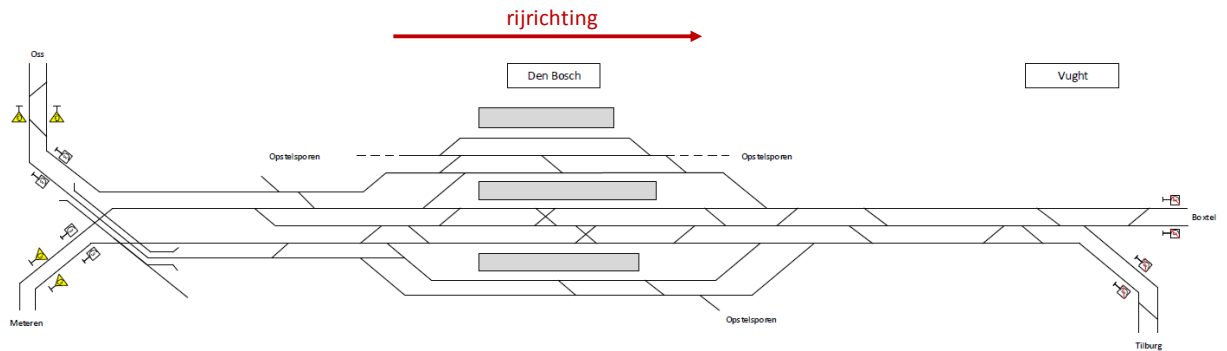 rijrichting
Oss
Den Bosch
Vught
Opstelsporen
Opstelsporen
Boxtel
Meteren
Opstelsporen
Tilburg